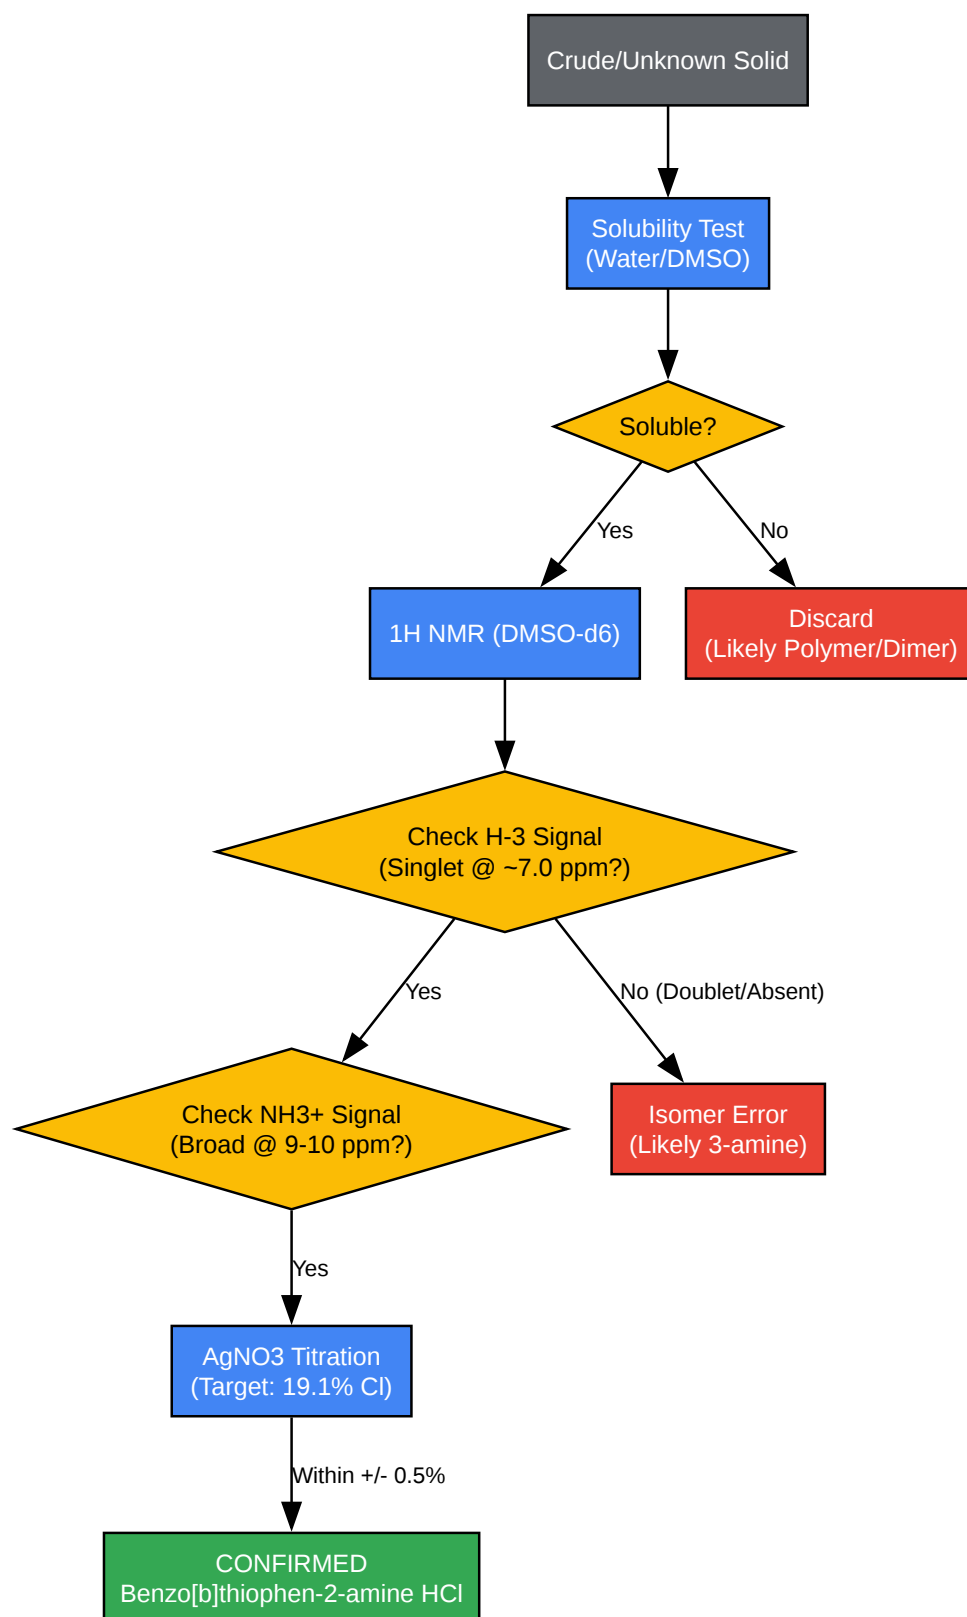 Crude/Unknown Solid
Solubility Test
(Water/DMSO)
Soluble?
Yes
No
1H NMR (DMSO-d6)
Discard
(Likely Polymer/Dimer)
Check H-3 Signal
(Singlet @ ~7.0 ppm?)
Yes
No (Doublet/Absent)
Check NH3+ Signal
(Broad @ 9-10 ppm?)
Isomer Error
(Likely 3-amine)
Yes
AgNO3 Titration
(Target: 19.1% Cl)
Within +/- 0.5%
CONFIRMED
Benzo[b]thiophen-2-amine HCl